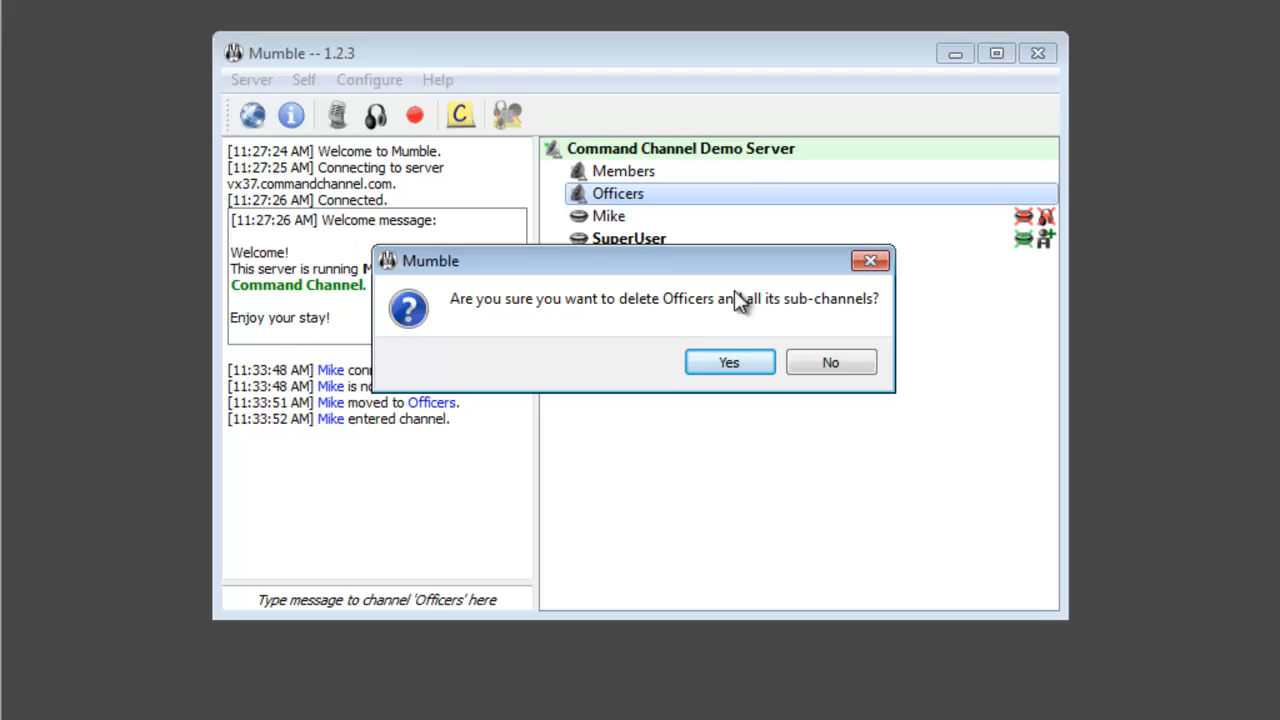 Mumble -- 1.2.3
Server Self Configure Help
C
[11:27:24 AM] Welcome to Mumble.
[11:27:25 AM] Connecting to server
vx37.commandchannel.com.
[11:27:26 AM] Connected.
[11:27:26 AM] Welcome message:
Welcome!
This server is running
Command Channel.
Enjoy your stay!
[11:33:48 AM] Mike
[11:33:48 AM] Mike is
[11:33:51 AM] Mike moved to Officers.
[11:33:52 AM] Mike entered channel.
Type message to channel 'Officers' here
Command Channel Demo Server
Members
Officers
Mike
SuperUser
Mumble
Are you sure you want to delete Officers and all its sub-channels?
Yes
No